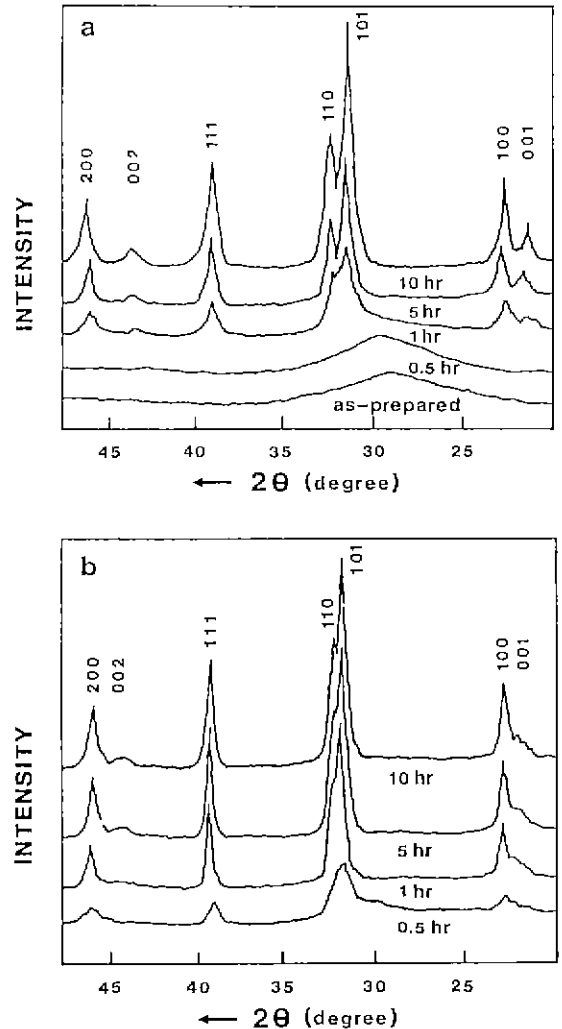 a
101
110
111
200
002
100
001
INTENSITY
10 hr
5 hr
1 hr
0.5 hr
as-prepared
45 40 35 30 25
← 2θ (degree)
b
101
110
111
200
002
100
001
INTENSITY
10 hr
5 hr
1 hr
0.5 hr
45 40 35 30 25
← 2θ (degree)